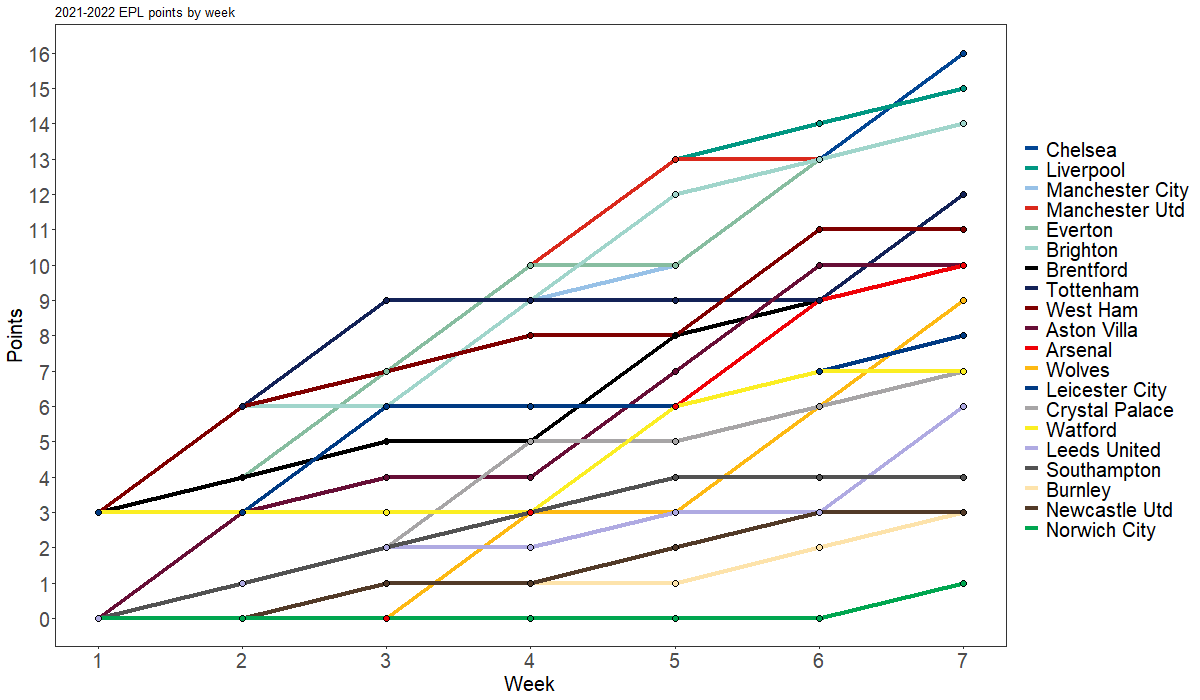 2021-2022 EPL points by week
16
15
14
13
12
11
10
9
8
7
6
5
4
3
2
1
0
Points
1 2 3 4 5 6 7
Week
Chelsea
Liverpool
Manchester City
Manchester Utd
Everton
Brighton
Brentford
Tottenham
West Ham
Aston Villa
Arsenal
Wolves
Leicester City
Crystal Palace
Watford
Leeds United
Southampton
Burnley
Newcastle Utd
Norwich City